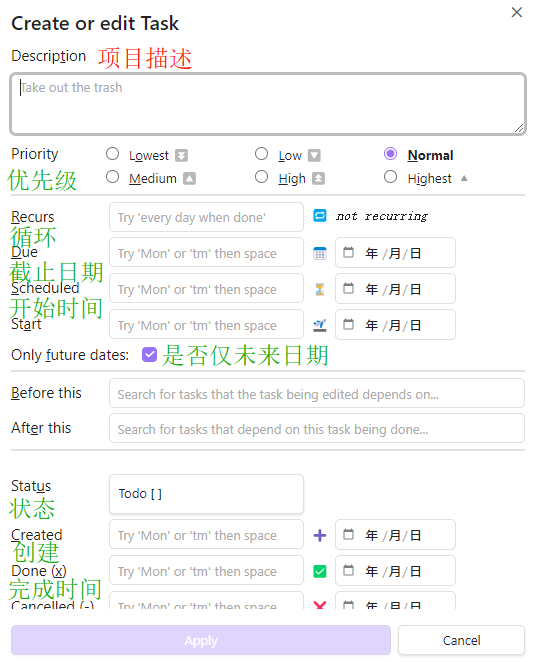 Create or edit Task
Description 项目描述
Take out the trash
Priority Lowest Low Normal
优先级 Medium High Highest
Recurs Try 'every day when done' not recurring
循环
Due Try 'Mon' or 'tm' then space 年/月/日
截止日期
Scheduled Try 'Mon' or 'tm' then space 年/月/日
开始时间
Start Try 'Mon' or 'tm' then space 年/月/日
Only future dates: 是否仅未来日期
Before this Search for tasks that the task being edited depends on...
After this Search for tasks that depend on this task being done...
Status Todo [ ]
状态
Created Try 'Mon' or 'tm' then space 年/月/日
创建
Done (x) Try 'Mon' or 'tm' then space 年/月/日
完成时间
Cancelled (-) Try 'Mon' or 'tm' then space 年/月/日
Apply Cancel